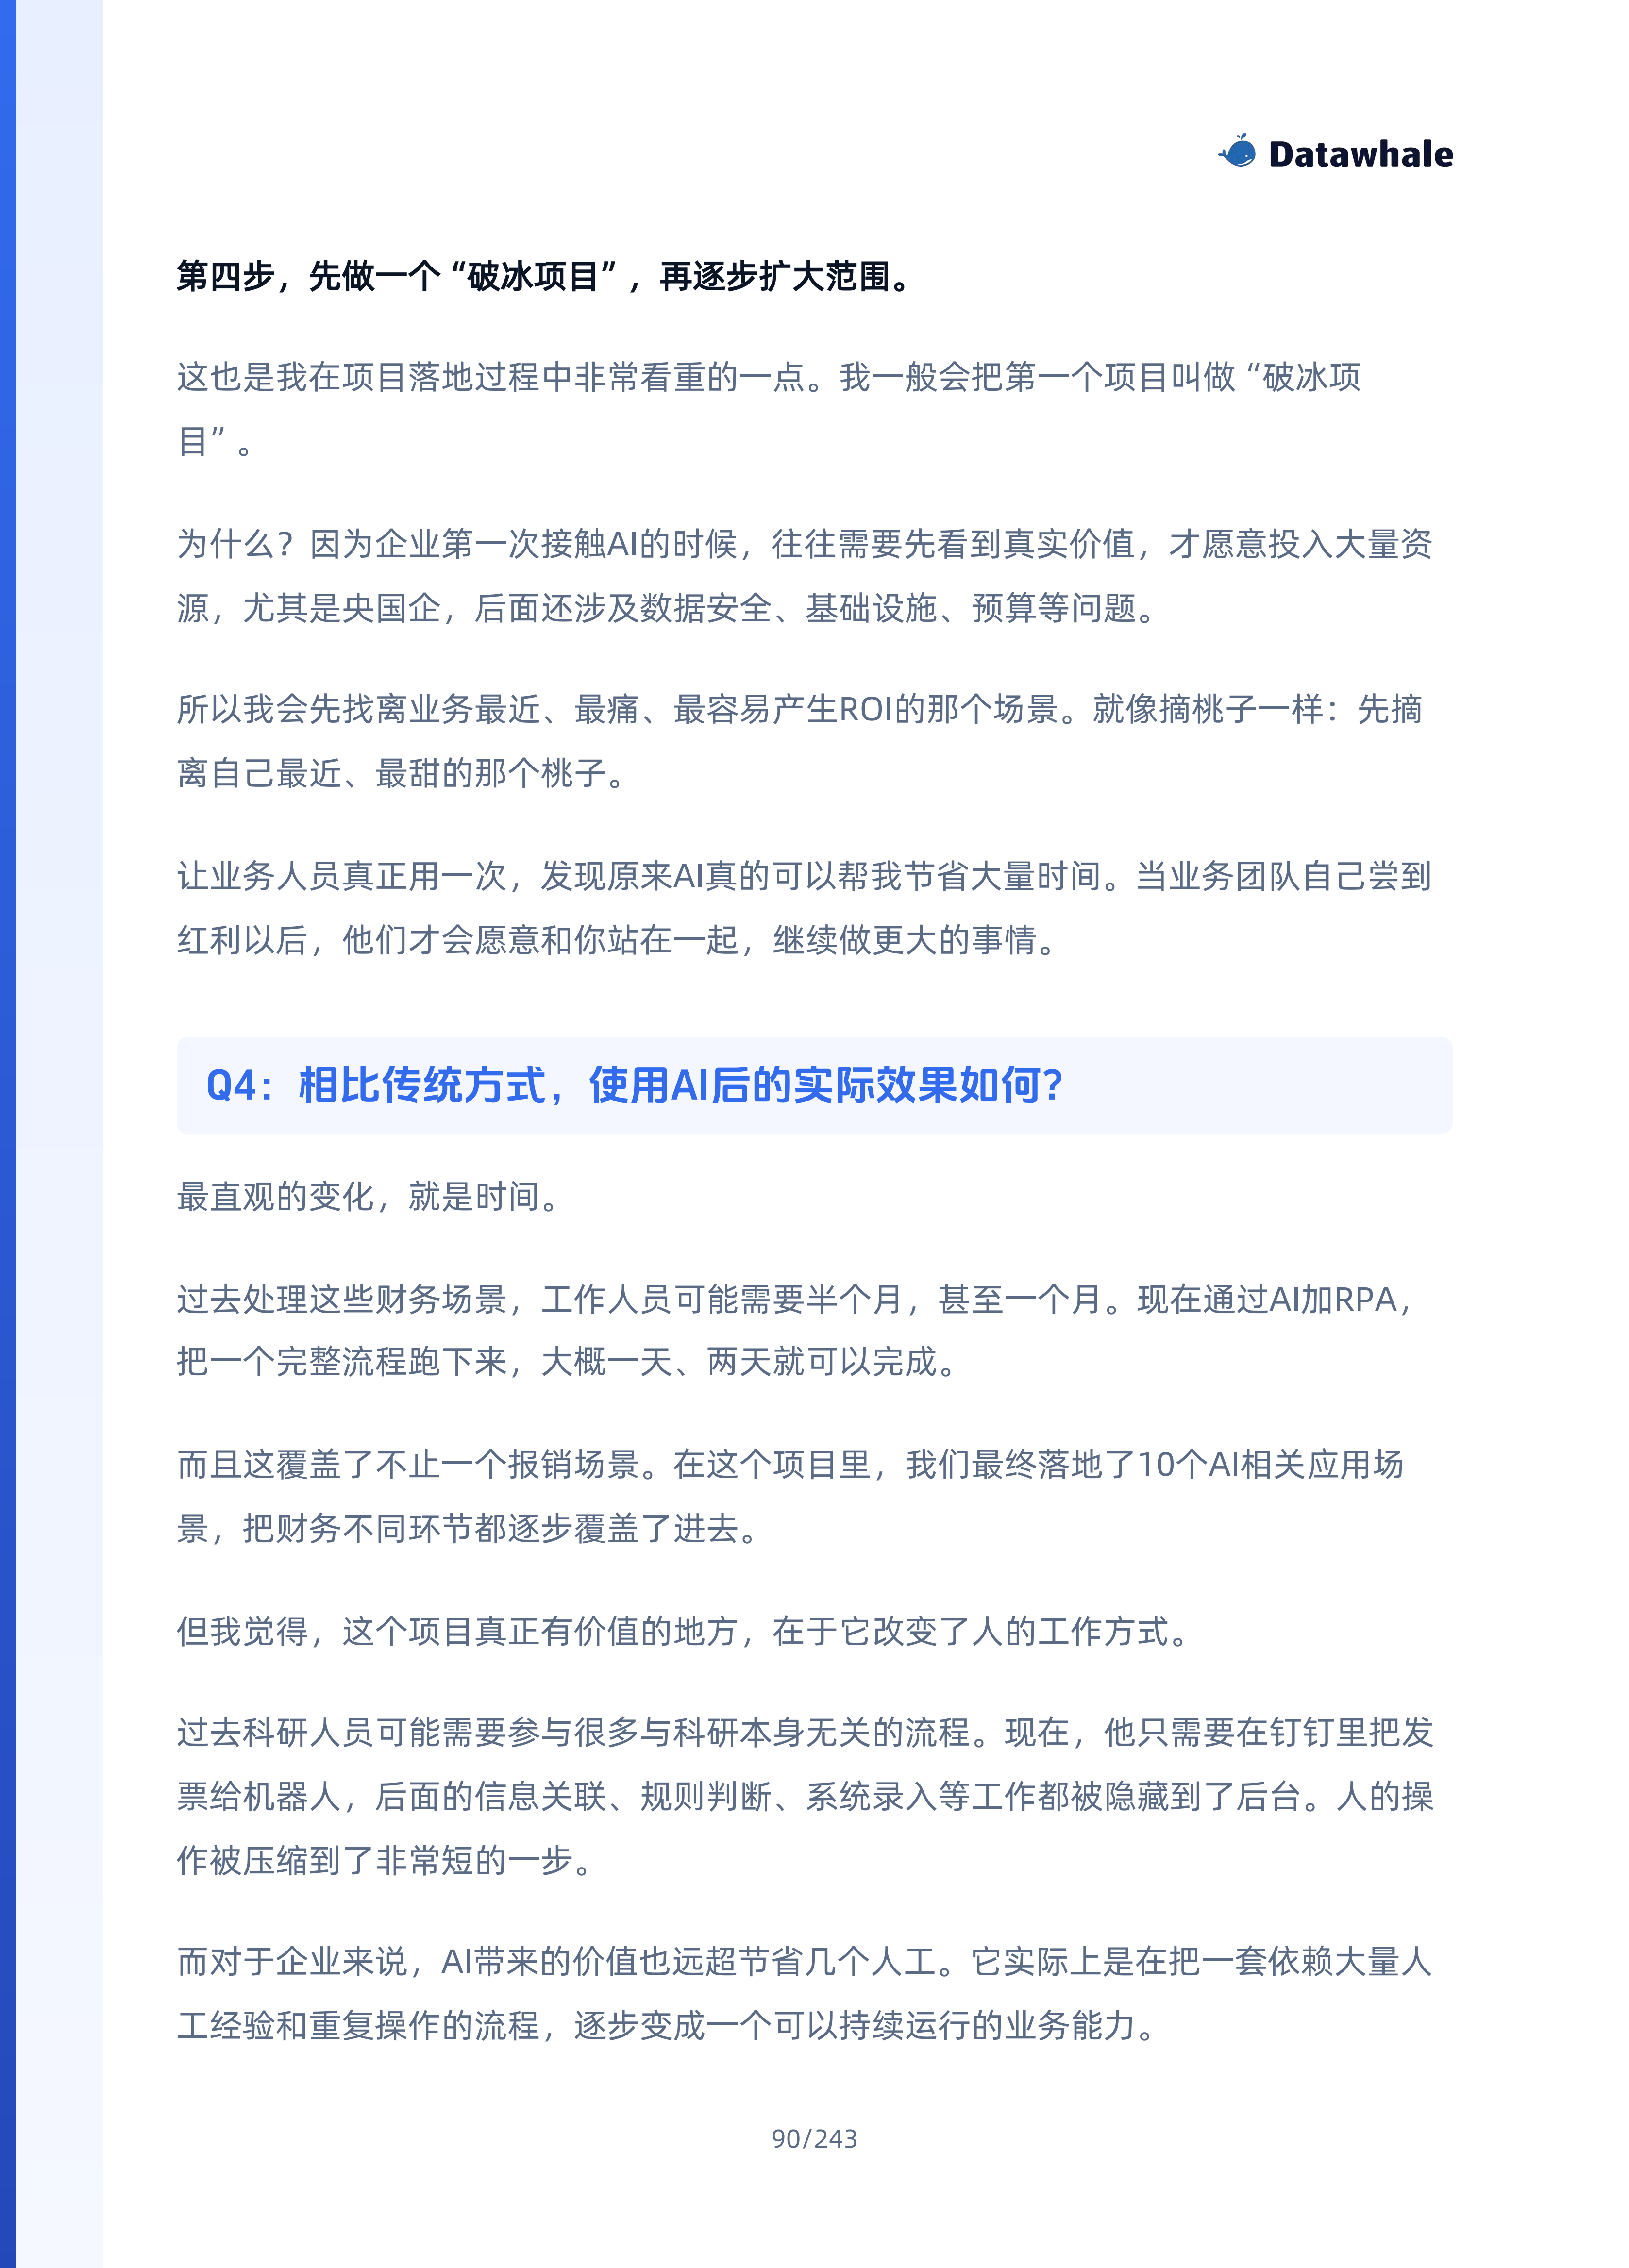 Datawhale
第四步，先做一个“破冰项目”，再逐步扩大范围。
这也是我在项目落地过程中非常看重的一点。我一般会把第一个项目叫做“破冰项
目”。
为什么？因为企业第一次接触AI的时候，往往需要先看到真实价值，才愿意投入大量资
源，尤其是央国企，后面还涉及数据安全、基础设施、预算等问题。
所以我会先找离业务最近、最痛、最容易产生ROI的那个场景。就像摘桃子一样：先摘
离自己最近、最甜的那个桃子。
让业务人员真正用一次，发现原来AI真的可以帮我节省大量时间。当业务团队自己尝到
红利以后，他们才会愿意和你站在一起，继续做更大的事情。
Q4：相比传统方式，使用AI后的实际效果如何？
最直观的变化，就是时间。
过去处理这些财务场景，工作人员可能需要半个月，甚至一个月。现在通过AI加RPA，
把一个完整流程跑下来，大概一天、两天就可以完成。
而且这覆盖了不止一个报销场景。在这个项目里，我们最终落地了10个AI相关应用场
景，把财务不同环节都逐步覆盖了进去。
但我觉得，这个项目真正有价值的地方，在于它改变了人的工作方式。
过去科研人员可能需要参与很多与科研本身无关的流程。现在，他只需要在钉钉里把发
票给机器人，后面的信息关联、规则判断、系统录入等工作都被隐藏到了后台。人的操
作被压缩到了非常短的一步。
而对于企业来说，AI带来的价值也远超节省几个人工。它实际上是在把一套依赖大量人
工经验和重复操作的流程，逐步变成一个可以持续运行的业务能力。
90/243